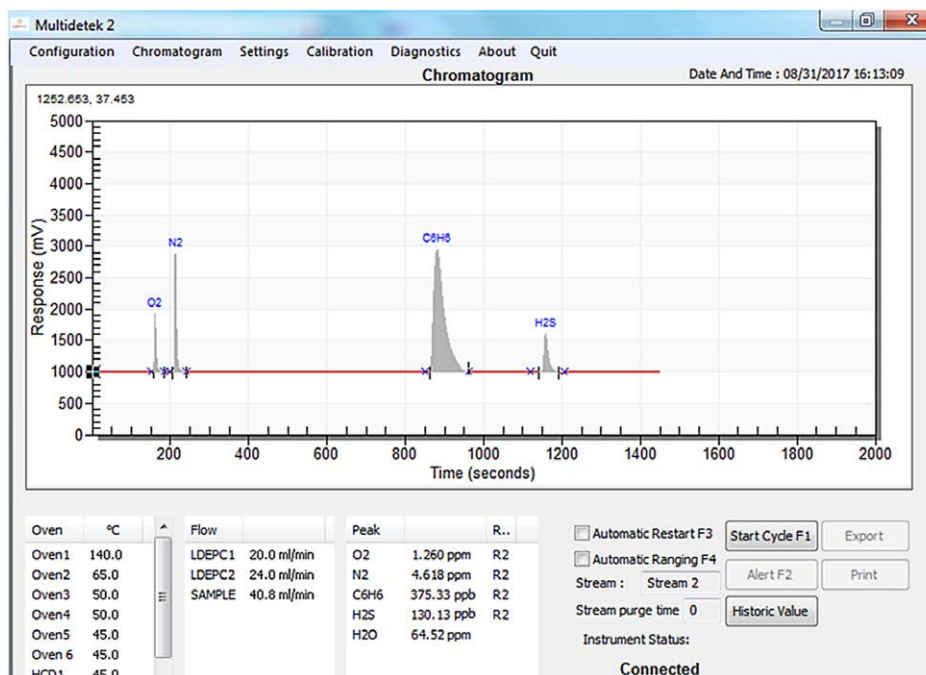 Multidetek 2
Configuration Chromatogram Settings Calibration Diagnostics About Quit
Chromatogram
Date And Time : 08/31/2017 16:13:09
1252.653, 37.453
5000
4500
4000
3500
3000
2500
2000
1500
1000
500
0
Response (mV)
O2
N2
C6H6
H2S
200 400 600 800 1000 1200 1400 1600 1800 2000
Time (seconds)
Oven ºC
Oven1 140.0
Oven2 65.0
Oven3 50.0
Oven4 50.0
Oven5 45.0
Oven 6 45.0
HCD1 45.0
Flow
LDEPC1 20.0 ml/min
LDEPC2 24.0 ml/min
SAMPLE 40.8 ml/min
Peak R..
O2 1.260 ppm R2
N2 4.618 ppm R2
C6H6 375.33 ppb R2
H2S 130.13 ppb R2
H2O 64.52 ppm
Automatic Restart F3
Automatic Ranging F4
Stream : Stream 2
Stream purge time 0
Instrument Status:
Connected
Start Cycle F1 Export
Alert F2 Print
Historic Value